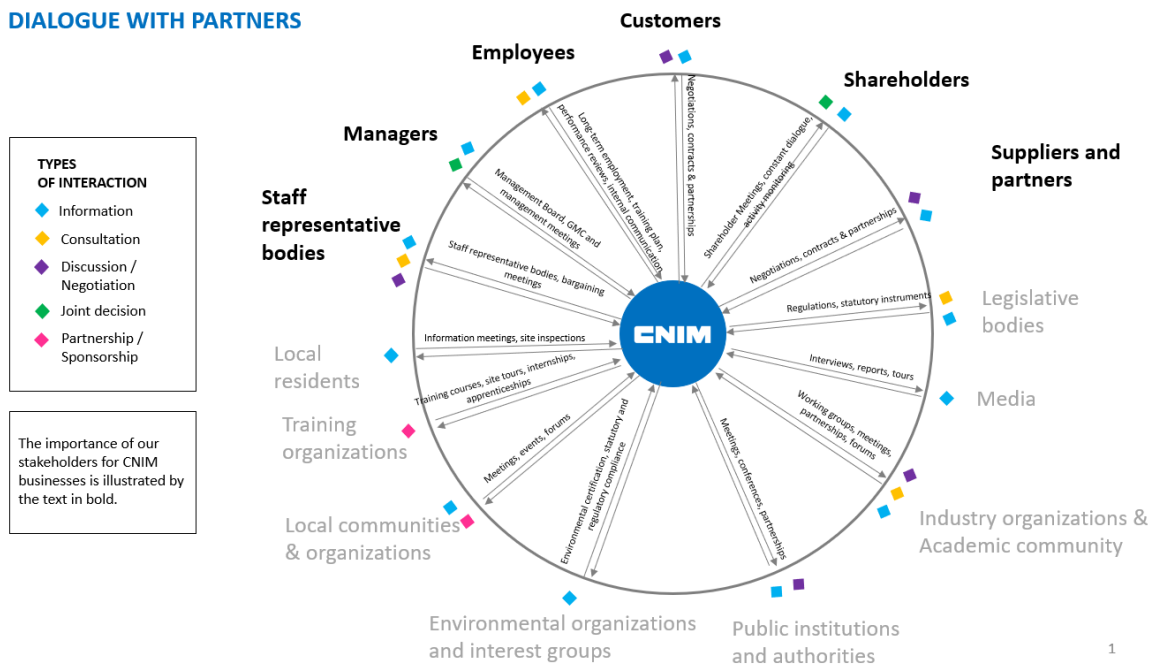 DIALOGUE WITH PARTNERS
TYPES
OF INTERACTION
Information
Consultation
Discussion /
Negotiation
Joint decision
Partnership /
Sponsorship
The importance of our
stakeholders for CNIM
businesses is illustrated by
the text in bold.
Customers
Negotiations, contracts & partnerships
Shareholders
Shareholder Meetings, constant dialogue,
activity monitoring
Suppliers and
partners
Negotiations, contracts & partnerships
Legislative
bodies
Regulations, statutory instruments
Media
Interviews, reports, tours
Industry organizations &
Academic community
Working groups, meetings,
partnerships, forums
Public institutions
and authorities
Meetings, conferences, partnerships
Environmental organizations
and interest groups
Environmental certification, statutory and
regulatory compliance
Local communities
& organizations
Meetings, events, forums
Training
organizations
Training courses, site tours, internships,
apprenticeships
Local
residents
Information meetings, site inspections
Staff
representative
bodies
Staff representative bodies, bargaining
meetings
Managers
Management Board, GMC and
management meetings
Employees
Long-term employment, training plan,
performance reviews, internal communication
CNIM
1